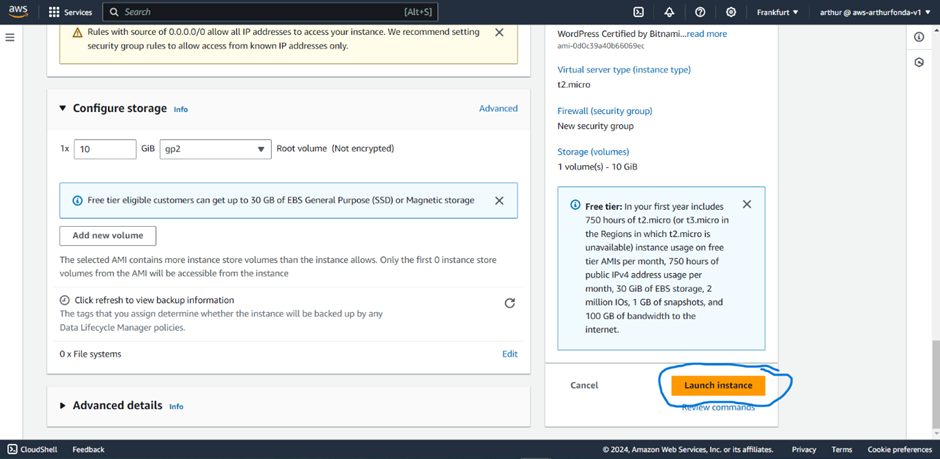 aws
Services
Search
[Alt+S]
Frankfurt
arthur @ aws-arthurfonda-v1
Rules with source of 0.0.0.0/0 allow all IP addresses to access your instance. We recommend setting
security group rules to allow access from known IP addresses only.
Configure storage Info
Advanced
1x
10
GiB
gp2
Root volume (Not encrypted)
Free tier eligible customers can get up to 30 GB of EBS General Purpose (SSD) or Magnetic storage
Add new volume
The selected AMI contains more instance store volumes than the instance allows. Only the first 0 instance store
volumes from the AMI will be accessible from the instance
Click refresh to view backup information
The tags that you assign determine whether the instance will be backed up by any
Data Lifecycle Manager policies.
0 x File systems
Edit
Advanced details Info
WordPress Certified by Bitnami...read more
ami-0d0c39a40b66069ec
Virtual server type (instance type)
t2.micro
Firewall (security group)
New security group
Storage (volumes)
1 volume(s) - 10 GiB
Free tier: In your first year includes
750 hours of t2.micro (or t3.micro in
the Regions in which t2.micro is
unavailable) instance usage on free
tier AMIs per month, 750 hours of
public IPv4 address usage per
month, 30 GiB of EBS storage, 2
million IOs, 1 GB of snapshots, and
100 GB of bandwidth to the
internet.
Cancel
Launch instance
Review commands
CloudShell
Feedback
© 2024, Amazon Web Services, Inc. or its affiliates.
Privacy
Terms
Cookie preferences